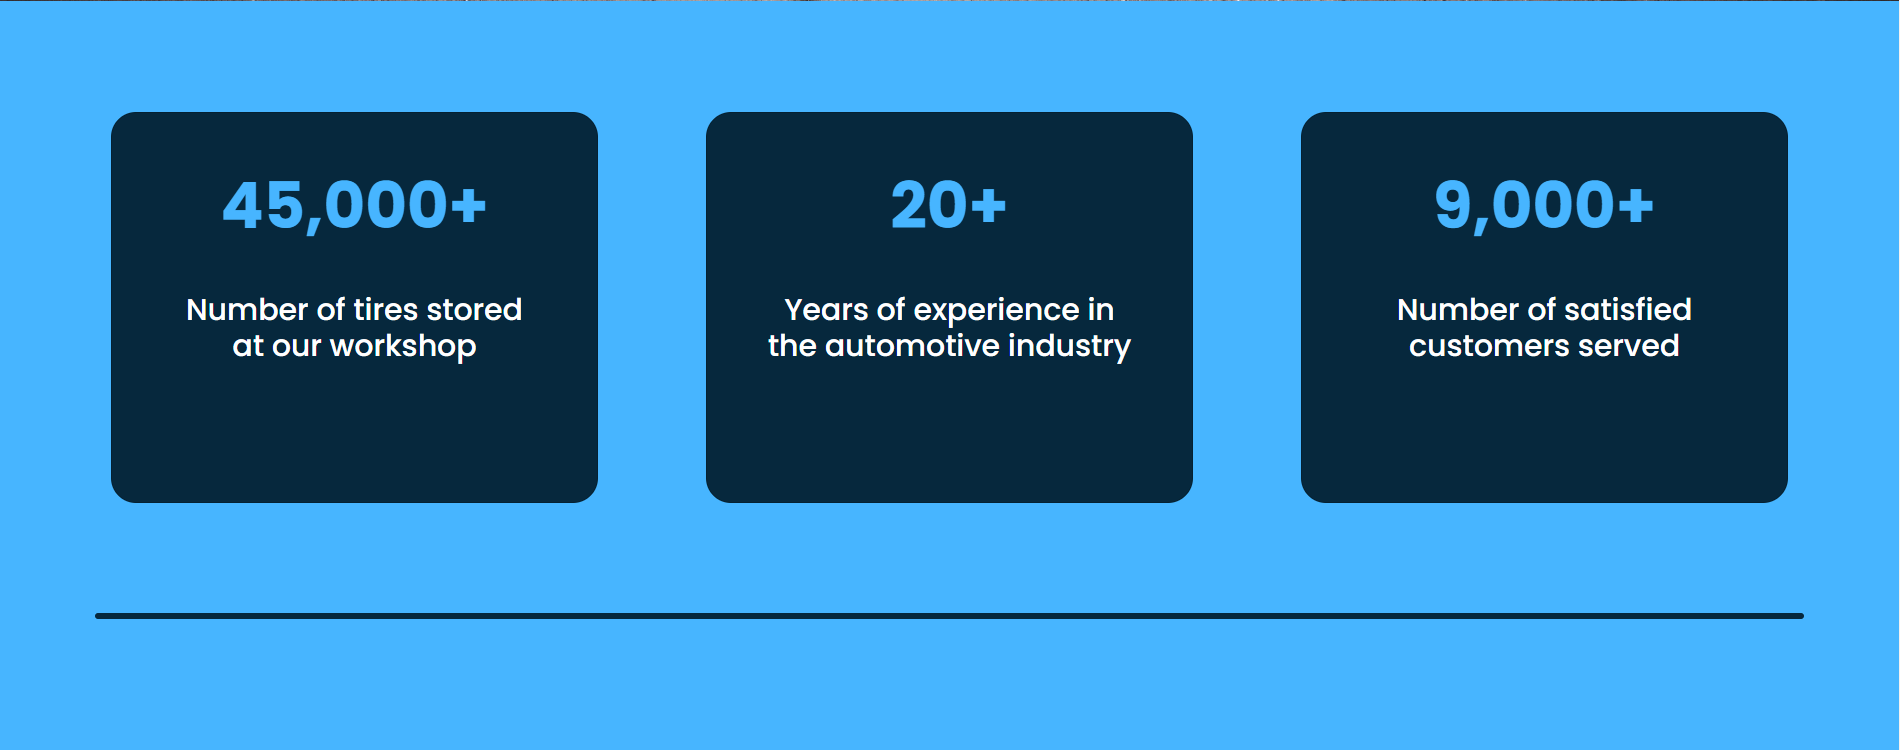 45,000+
Number of tires stored
at our workshop
20+
Years of experience in
the automotive industry
9,000+
Number of satisfied
customers served